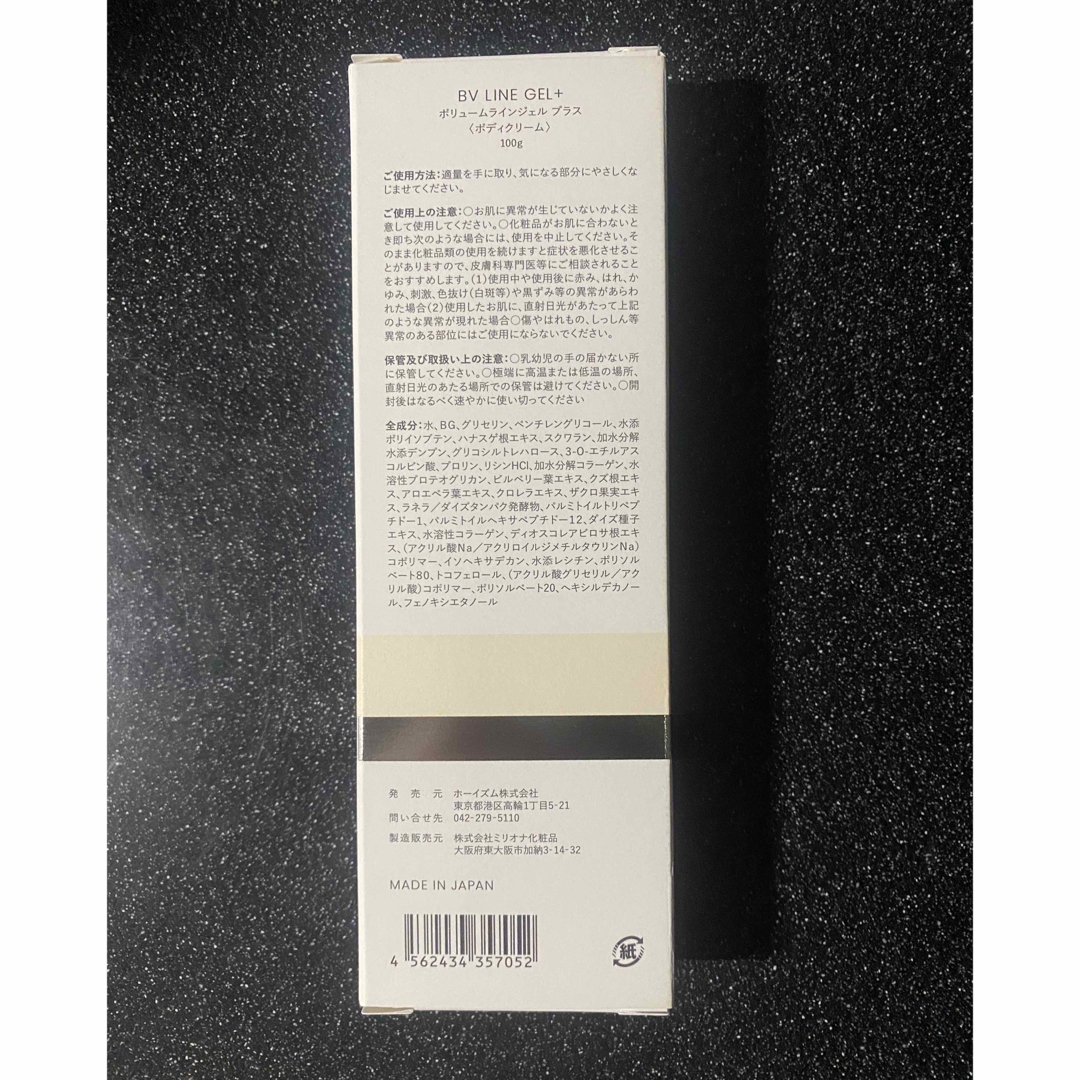 BV LINE GEL+
ボリュームラインジェル プラス
〈ボディクリーム〉
100g
ご使用方法:適量を手に取り、気になる部分にやさしくな
じませてください。
ご使用上の注意:○お肌に異常が生じていないかよく注
意して使用してください。○化粧品がお肌に合わないと
き即ち次のような場合には、使用を中止してください。そ
のまま化粧品類の使用を続けますと症状を悪化させるこ
とがありますので、皮膚科専門医等にご相談されること
をおすすめします。(1)使用中や使用後に赤み、はれ、か
ゆみ、刺激、色抜け(白斑等)や黒ずみ等の異常があらわ
れた場合(2)使用したお肌に、直射日光があたって上記
のような異常が現れた場合○傷やはれもの、しっしん等
異常のある部位にはご使用にならないでください。
保管及び取扱い上の注意:○乳幼児の手の届かない所
に保管してください。○極端に高温または低温の場所、
直射日光のあたる場所での保管は避けてください。○開
封後はなるべく速やかに使い切ってください
全成分:水、BG、グリセリン、ペンチレングリコール、水添
ポリイソブテン、ハナスゲ根エキス、スクワラン、加水分解
水添デンプン、グリコシルトレハロース、3-O-エチルアス
コルビン酸、プロリン、リシンHCl、加水分解コラーゲン、水
溶性プロテオグリカン、ビルベリー葉エキス、クズ根エキ
ス、アロエベラ葉エキス、クロレラエキス、ザクロ果実エキ
ス、ラネラ/ダイズタンパク発酵物、パルミトイルトリペプ
チドー1、パルミトイルヘキサペプチドー12、ダイズ種子
エキス、水溶性コラーゲン、ディオスコレアビロサ根エキ
ス、(アクリル酸Na/アクリロイルジメチルタウリンNa)
コポリマー、イソヘキサデカン、水添レシチン、ポリソル
ベート80、トコフェロール、(アクリル酸グリセリル/アク
リル酸)コポリマー、ポリソルベート20、ヘキシルデカノー
ル、フェノキシエタノール
発売元 ホーイズム株式会社
東京都港区高輪1丁目5-21
問い合せ先 042-279-5110
製造販売元 株式会社ミリオナ化粧品
大阪府東大阪市加納3-14-32
MADE IN JAPAN
4 562434 357052
紙